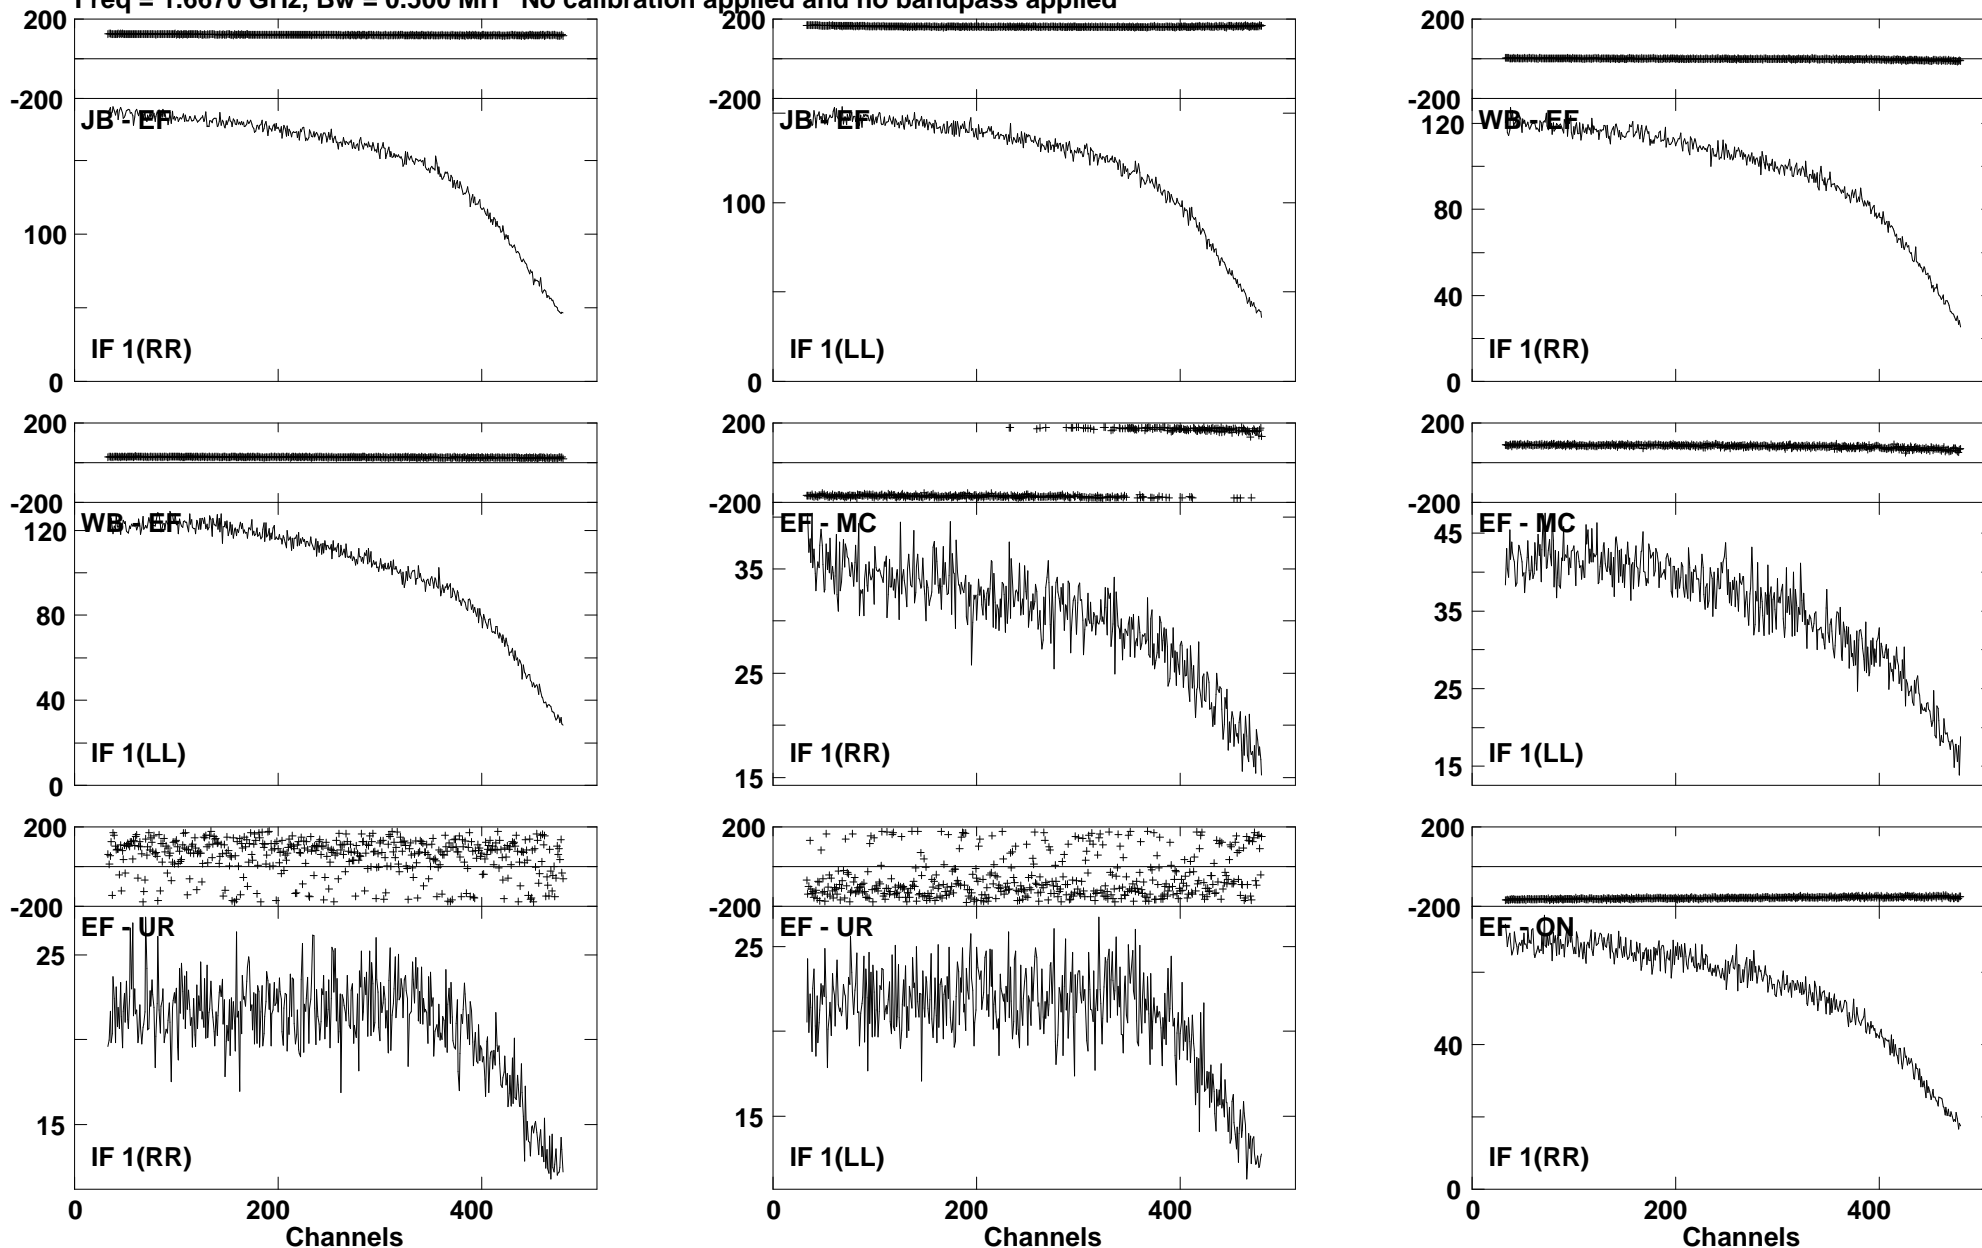 Freq = 1.6670 GHz, Bw = 0.500 MH No calibration applied and no bandpass applied
200 200 200
-200 -200 -200
JB - EF JB - EF WB - EF
120
100 100 80
40
IF 1(RR) IF 1(LL) IF 1(RR)
0 0 0
200 200 200
-200 -200 -200
WB - EF EF - MC EF - MC
120 35 45
80 35
25 25
40
IF 1(LL) IF 1(RR) IF 1(LL)
0 15 15
200 200 200
-200 -200 -200
EF - UR EF - UR EF - ON
25 25
40
15 15
IF 1(RR) IF 1(LL) IF 1(RR)
0
0 200 400 0 200 400 0 200 400
Channels Channels Channels